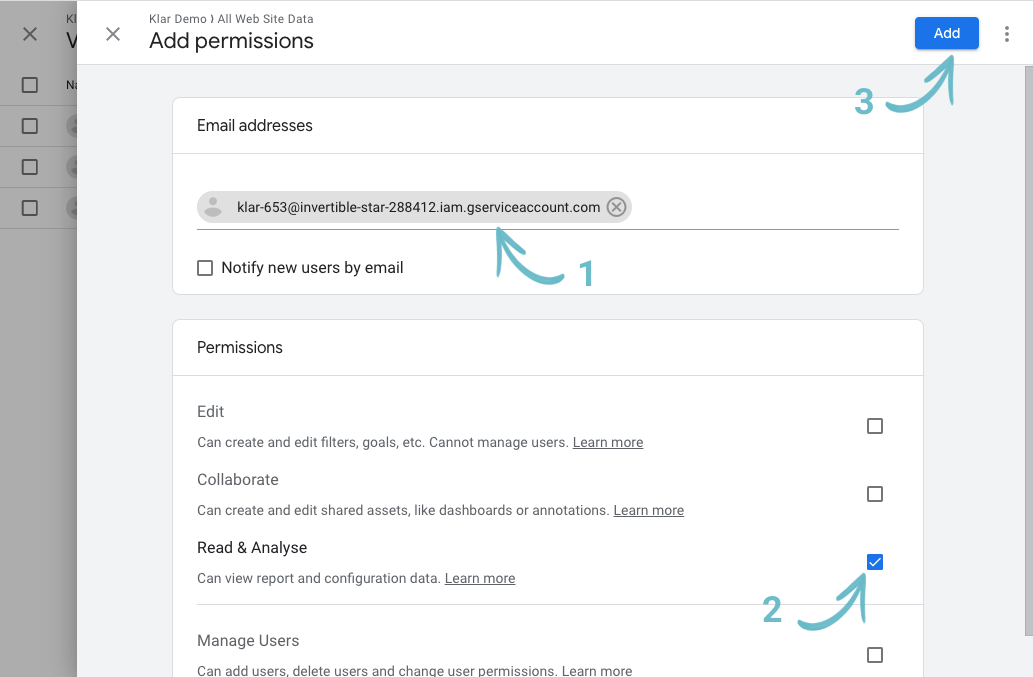 Kl
V
Na
Klar Demo › All Web Site Data
Add permissions
Add
3
Email addresses
klar-653@invertible-star-288412.iam.gserviceaccount.com
1
Notify new users by email
Permissions
Edit
Can create and edit filters, goals, etc. Cannot manage users. Learn more
Collaborate
Can create and edit shared assets, like dashboards or annotations. Learn more
Read & Analyse
Can view report and configuration data. Learn more
2
Manage Users
Can add users, delete users and change user permissions. Learn more